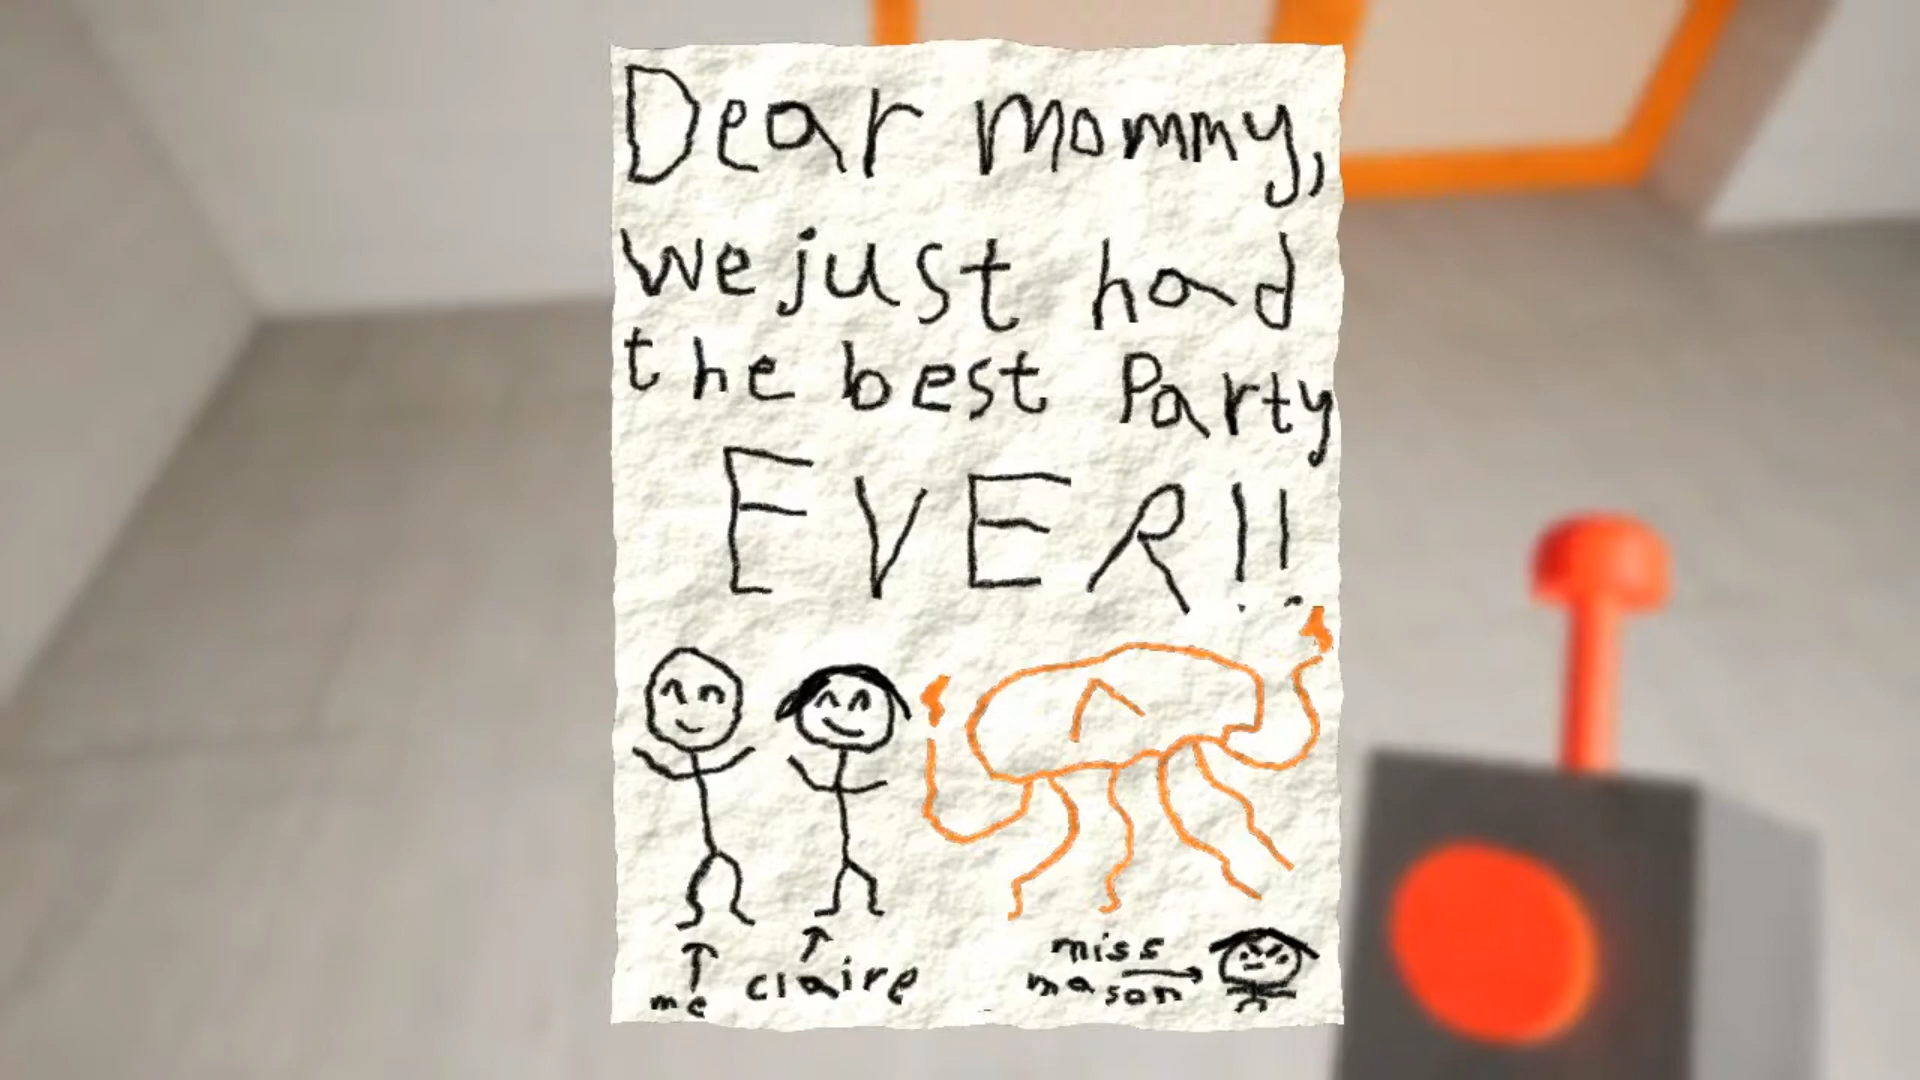 Dear mommy,
we just had
the best Party
EVER!!
me
claire
miss
mason